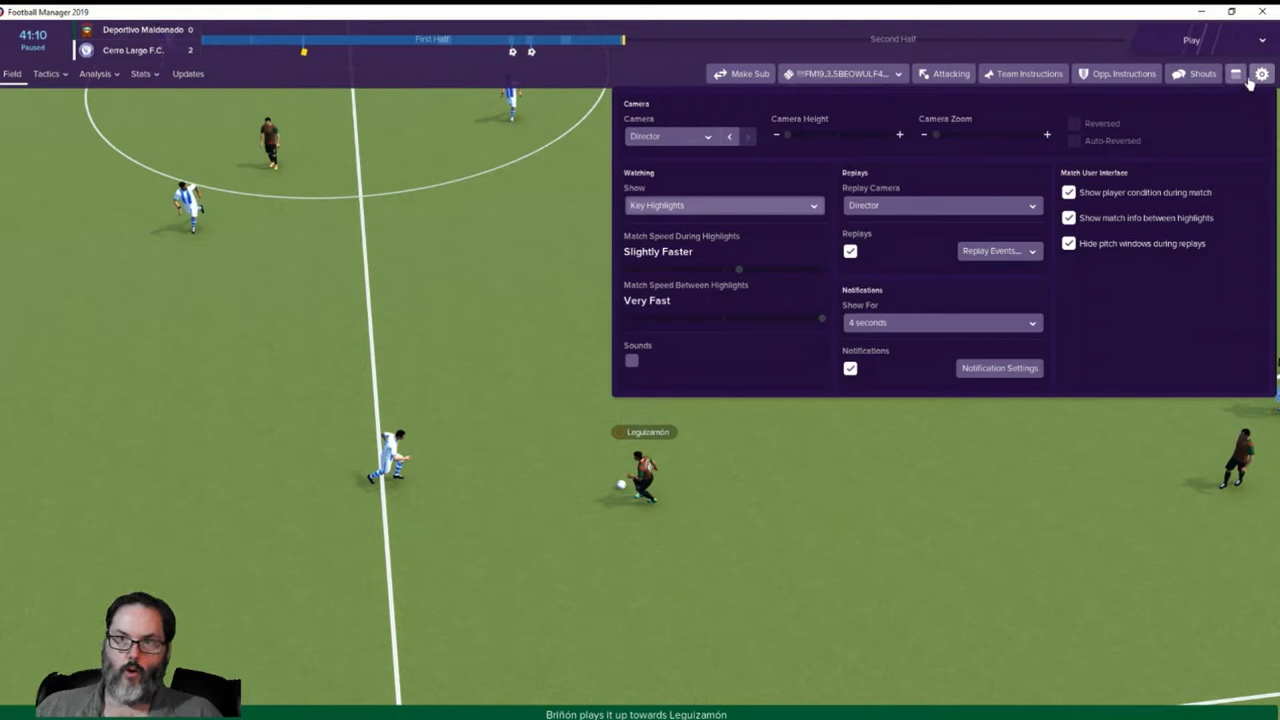 Football Manager 2019
41:10
Paused
Deportivo Maldonado 0
Cerro Largo F.C. 2
First Half
Second Half
Play
Field
Tactics
Analysis
Stats
Updates
Make Sub
!!!FM19.3.5BEOWULF4...
Attacking
Team Instructions
Opp. Instructions
Shouts
Camera
Camera
Director
Camera Height
Camera Zoom
Reversed
Auto-Reversed
Watching
Show
Key Highlights
Match Speed During Highlights
Slightly Faster
Match Speed Between Highlights
Very Fast
Sounds
Replays
Replay Camera
Director
Replays
Replay Events...
Notifications
Show For
4 seconds
Notifications
Notification Settings
Match User Interface
Show player condition during match
Show match info between highlights
Hide pitch windows during replays
Leguizamón
Briñón plays it up towards Leguizamón